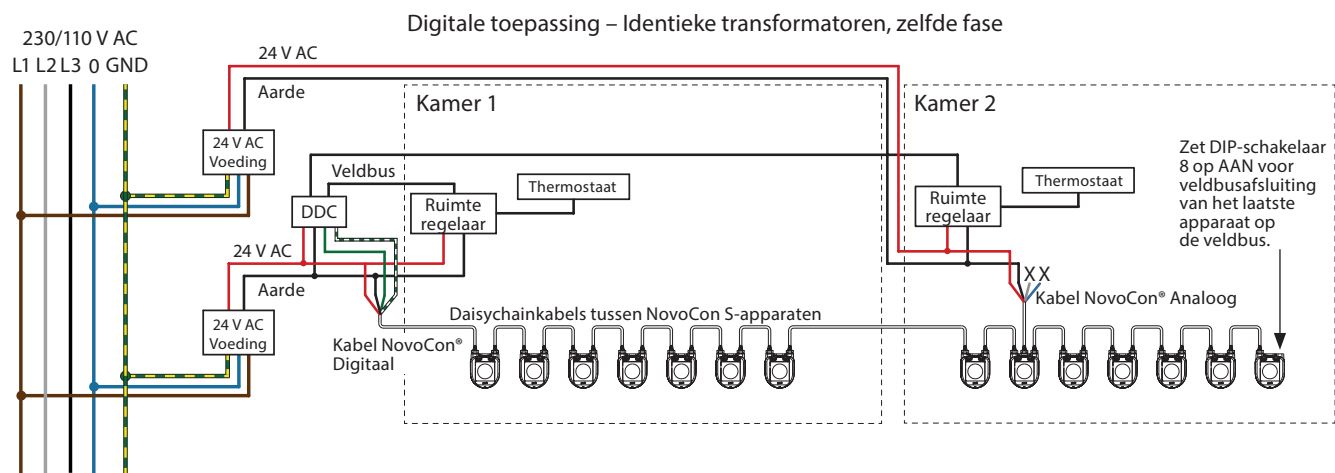 Digitale toepassing – Identieke transformatoren, zelfde fase
230/110 V AC
L1 L2 L3 0 GND
24 V AC
Aarde
24 V AC
Voeding
Kamer 1
Kamer 2
Veldbus
Thermostaat
DDC
Ruimte
regelaar
Thermostaat
Ruimte
regelaar
Zet DIP-schakelaar
8 op AAN voor
veldbusafsluiting
van het laatste
apparaat op
de veldbus.
24 V AC
Aarde
24 V AC
Voeding
X X
Kabel NovoCon® Analoog
Daisychainkabels tussen NovoCon S-apparaten
Kabel NovoCon®
Digitaal